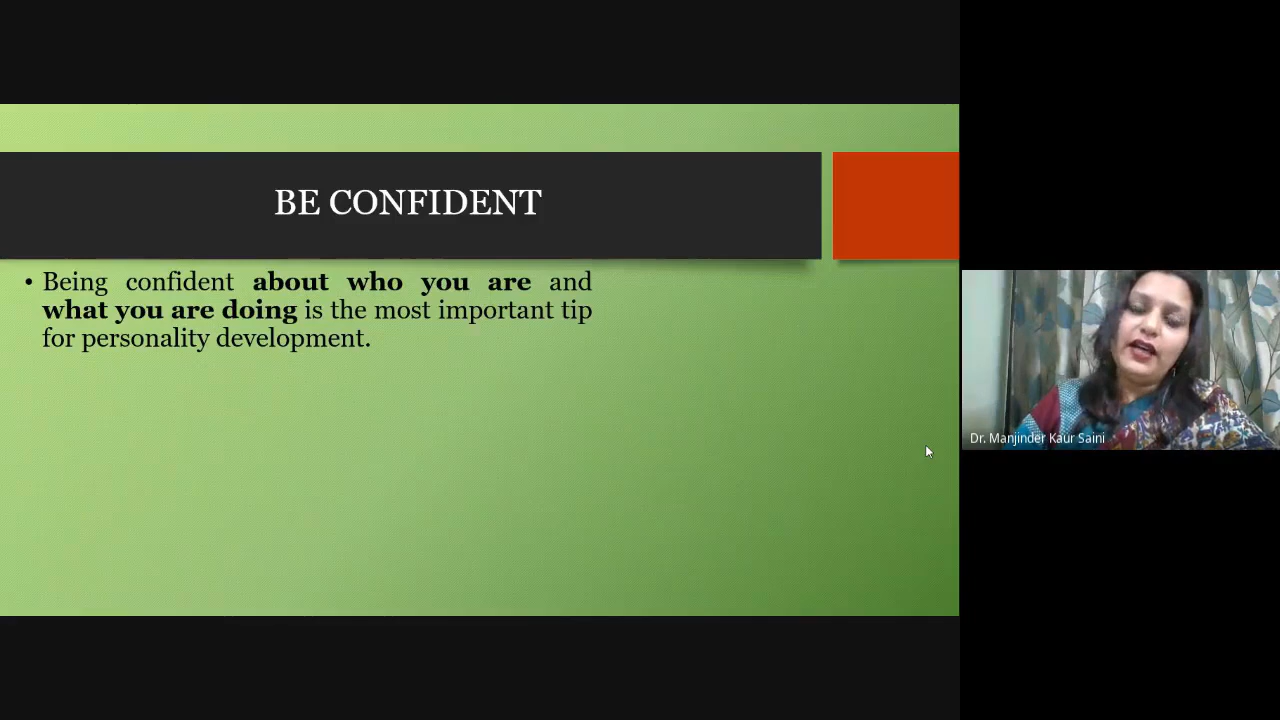 BE CONFIDENT
• Being confident about who you are and
what you are doing is the most important tip
for personality development.
Dr. Manjinder Kaur Saini